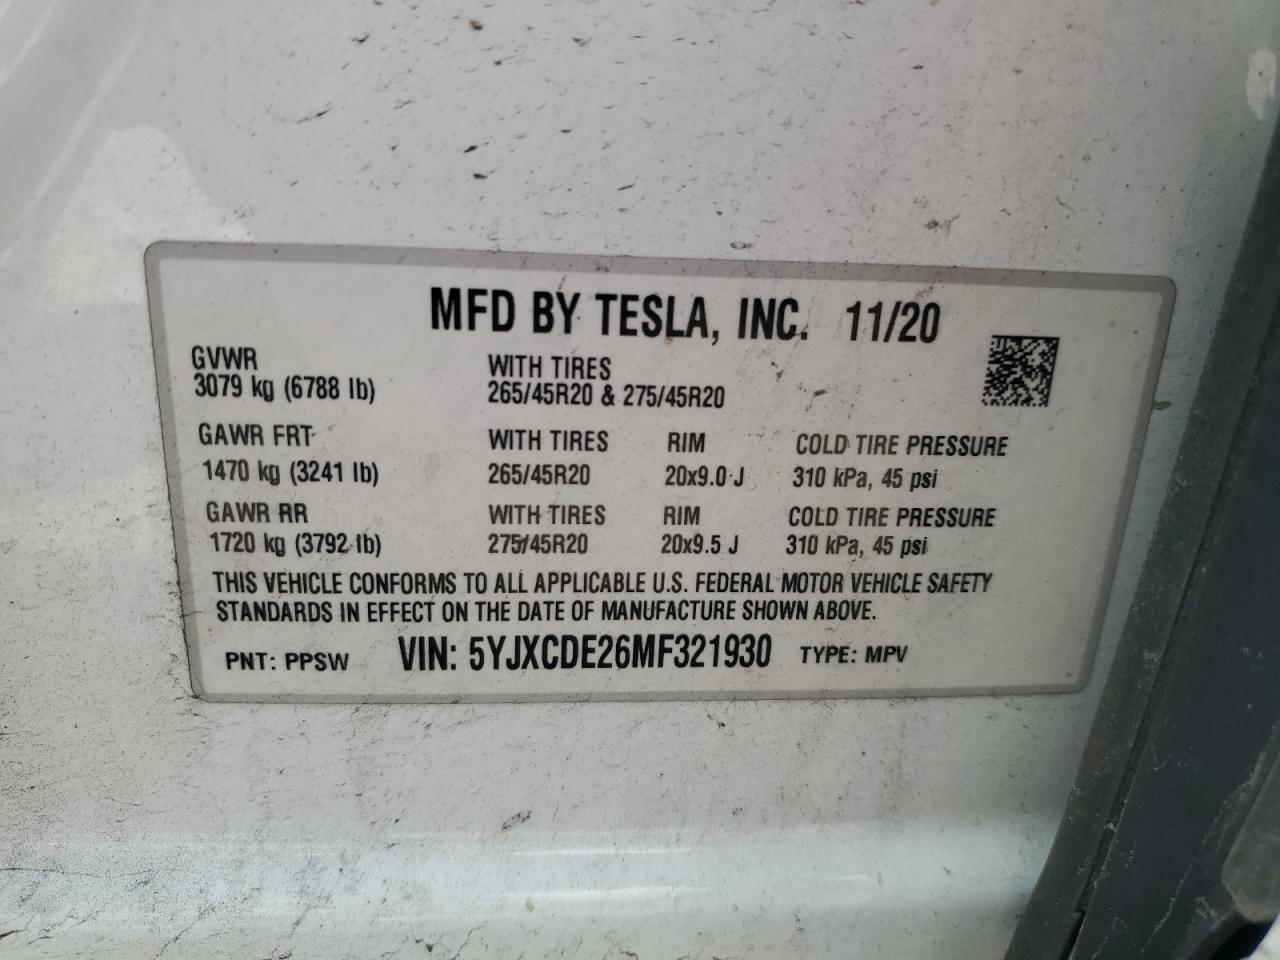 MFD BY TESLA, INC. 11/20
GVWR WITH TIRES
3079 kg (6788 lb) 265/45R20 & 275/45R20
GAWR FRT WITH TIRES RIM COLD TIRE PRESSURE
1470 kg (3241 lb) 265/45R20 20x9.0 J 310 kPa, 45 psi
GAWR RR WITH TIRES RIM COLD TIRE PRESSURE
1720 kg (3792 lb) 275/45R20 20x9.5 J 310 kPa, 45 psi
THIS VEHICLE CONFORMS TO ALL APPLICABLE U.S. FEDERAL MOTOR VEHICLE SAFETY
STANDARDS IN EFFECT ON THE DATE OF MANUFACTURE SHOWN ABOVE.
PNT: PPSW VIN: 5YJXCDE26MF321930 TYPE: MPV